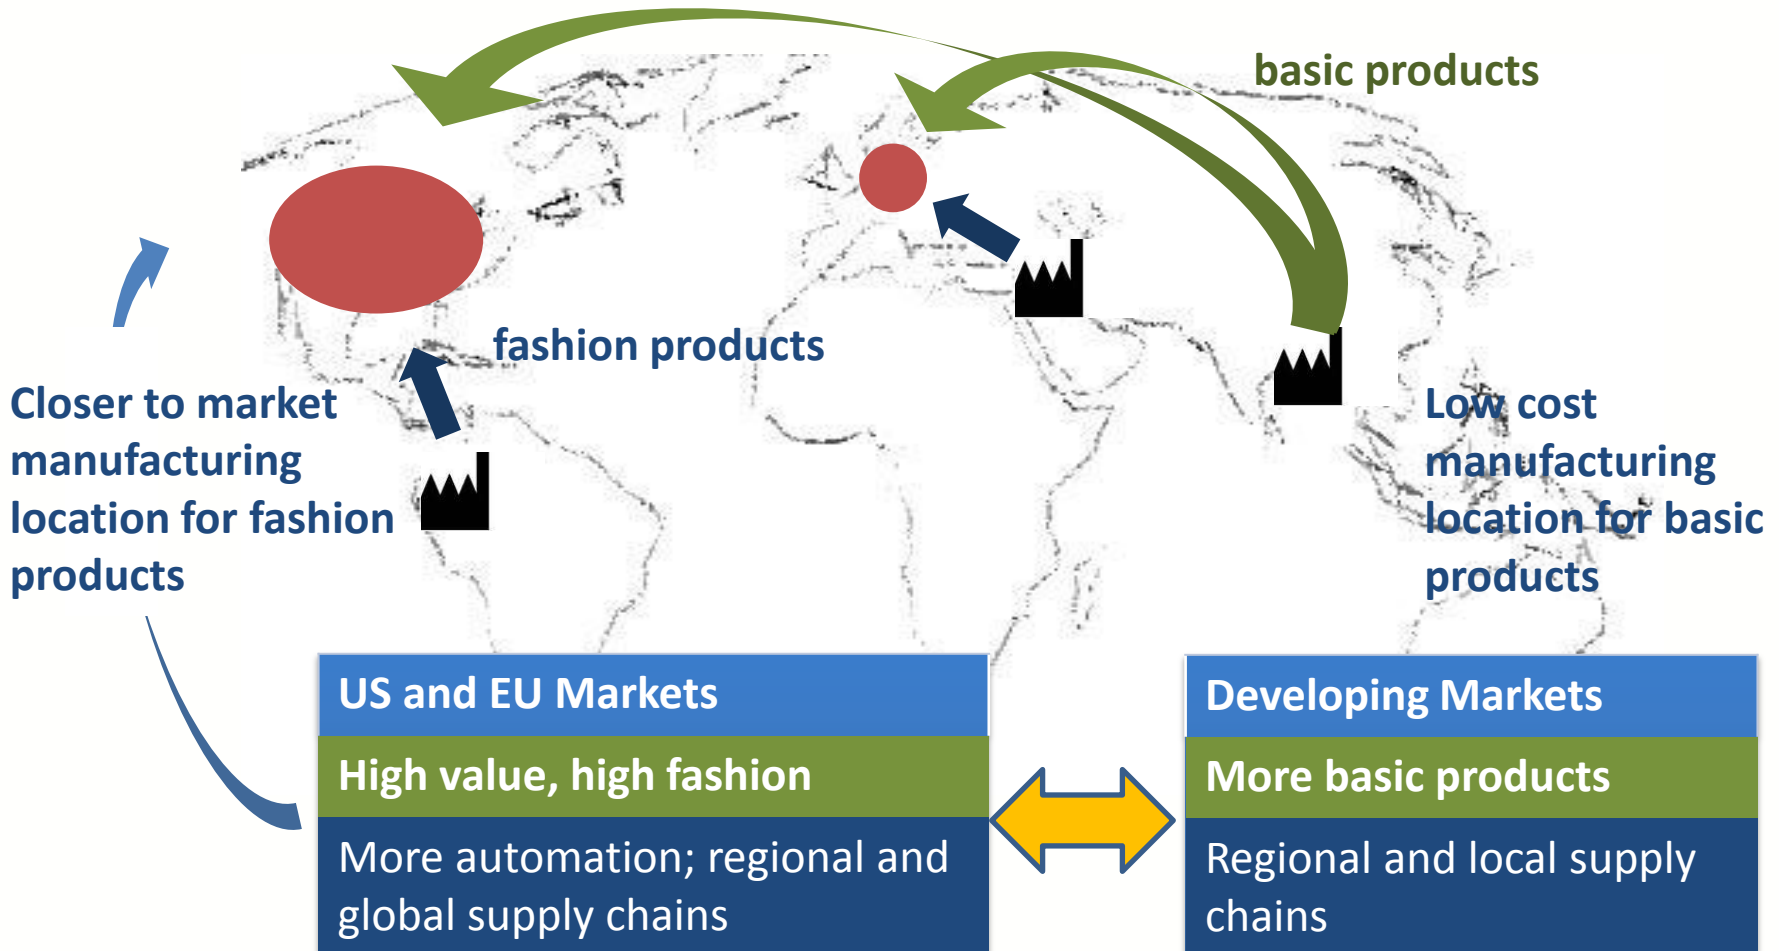 basic products
fashion products
Closer to market
manufacturing
location for fashion
products
Low cost
manufacturing
location for basic
products
US and EU Markets
High value, high fashion
More automation; regional and
global supply chains
Developing Markets
More basic products
Regional and local supply
chains